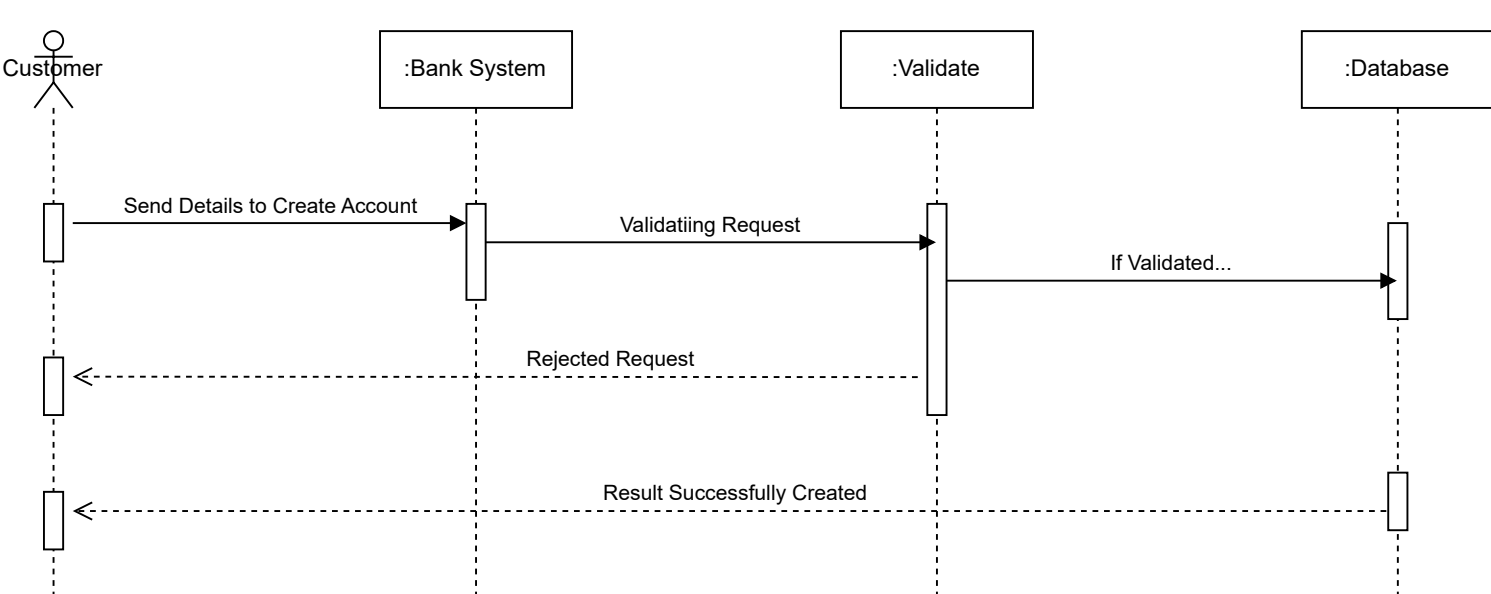 Customer
:Bank System
:Validate
:Database
Send Details to Create Account
Validatiing Request
If Validated...
Rejected Request
Result Successfully Created